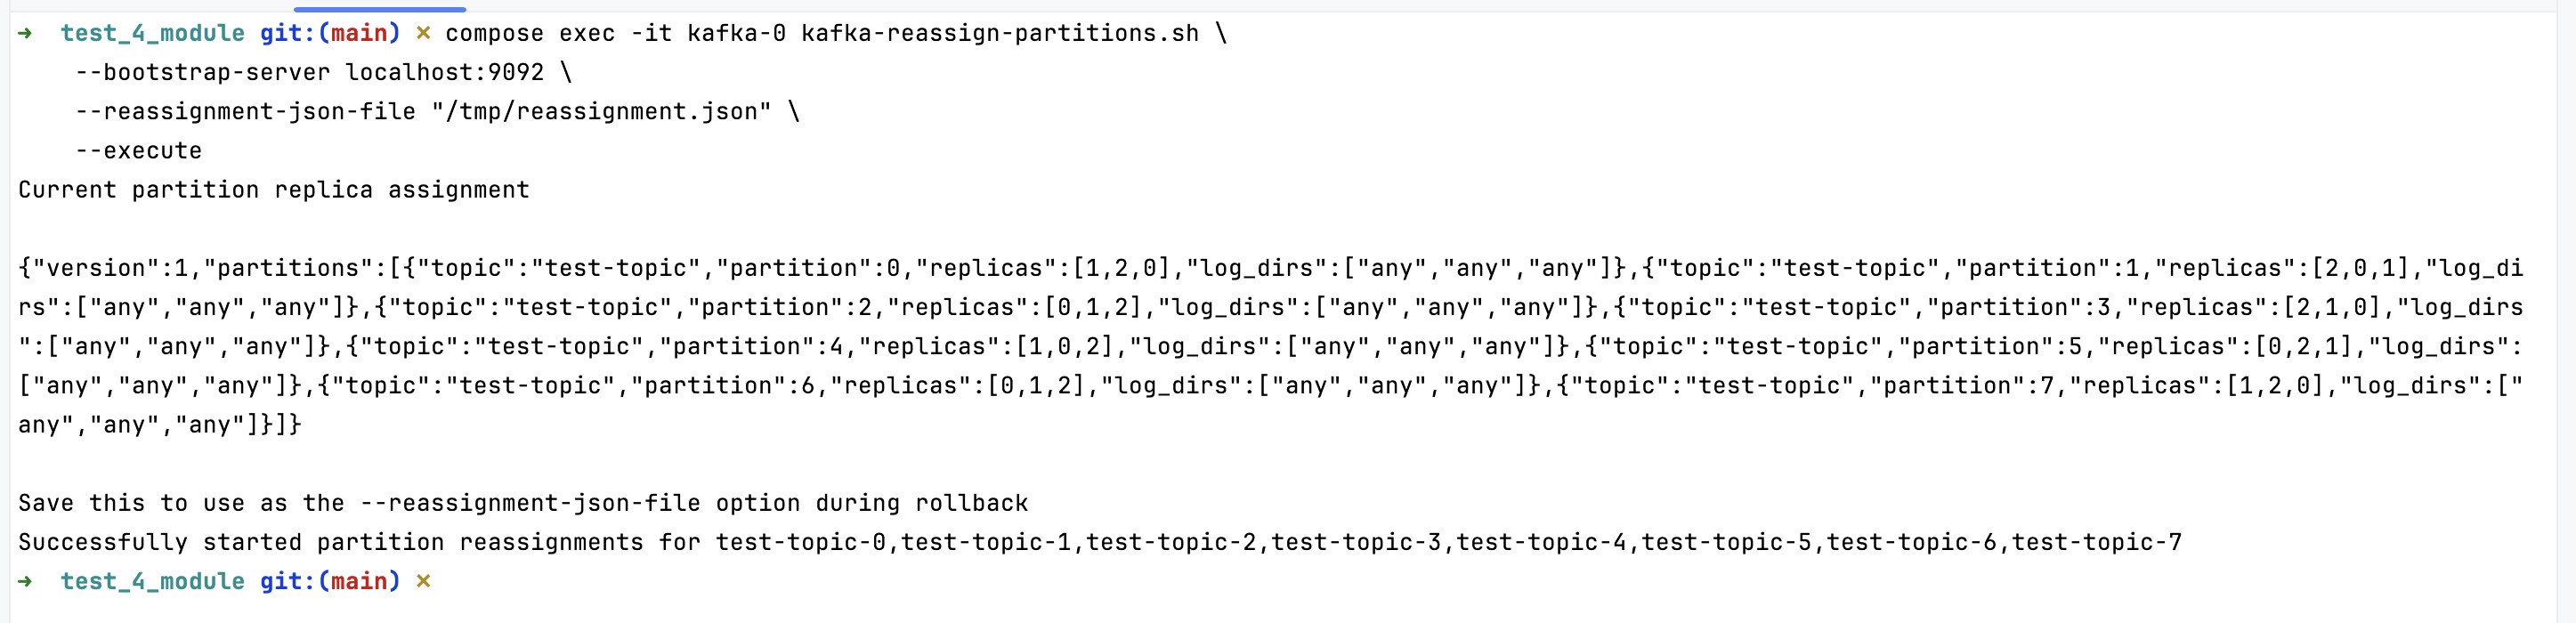 ➜  test_4_module git:(main) ✗ compose exec -it kafka-0 kafka-reassign-partitions.sh \
    --bootstrap-server localhost:9092 \
    --reassignment-json-file "/tmp/reassignment.json" \
    --execute
Current partition replica assignment

{"version":1,"partitions":[{"topic":"test-topic","partition":0,"replicas":[1,2,0],"log_dirs":["any","any","any"]},{"topic":"test-topic","partition":1,"replicas":[2,0,1],"log_di
rs":["any","any","any"]},{"topic":"test-topic","partition":2,"replicas":[0,1,2],"log_dirs":["any","any","any"]},{"topic":"test-topic","partition":3,"replicas":[2,1,0],"log_dirs
":["any","any","any"]},{"topic":"test-topic","partition":4,"replicas":[1,0,2],"log_dirs":["any","any","any"]},{"topic":"test-topic","partition":5,"replicas":[0,2,1],"log_dirs":
["any","any","any"]},{"topic":"test-topic","partition":6,"replicas":[0,1,2],"log_dirs":["any","any","any"]},{"topic":"test-topic","partition":7,"replicas":[1,2,0],"log_dirs":["
any","any","any"]}]}

Save this to use as the --reassignment-json-file option during rollback
Successfully started partition reassignments for test-topic-0,test-topic-1,test-topic-2,test-topic-3,test-topic-4,test-topic-5,test-topic-6,test-topic-7
➜  test_4_module git:(main) ✗